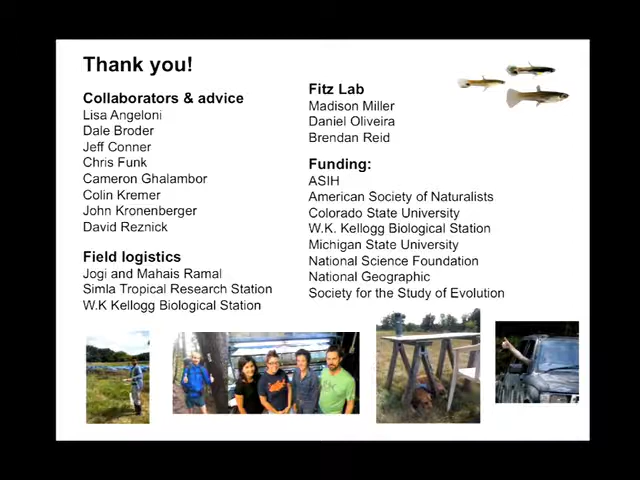 Thank you!
Collaborators & advice
Lisa Angeloni
Dale Broder
Jeff Conner
Chris Funk
Cameron Ghalambor
Colin Kremer
John Kronenberger
David Reznick
Field logistics
Jogi and Mahais Ramal
Simla Tropical Research Station
W.K Kellogg Biological Station
Fitz Lab
Madison Miller
Daniel Oliveira
Brendan Reid
Funding:
ASIH
American Society of Naturalists
Colorado State University
W.K. Kellogg Biological Station
Michigan State University
National Science Foundation
National Geographic
Society for the Study of Evolution